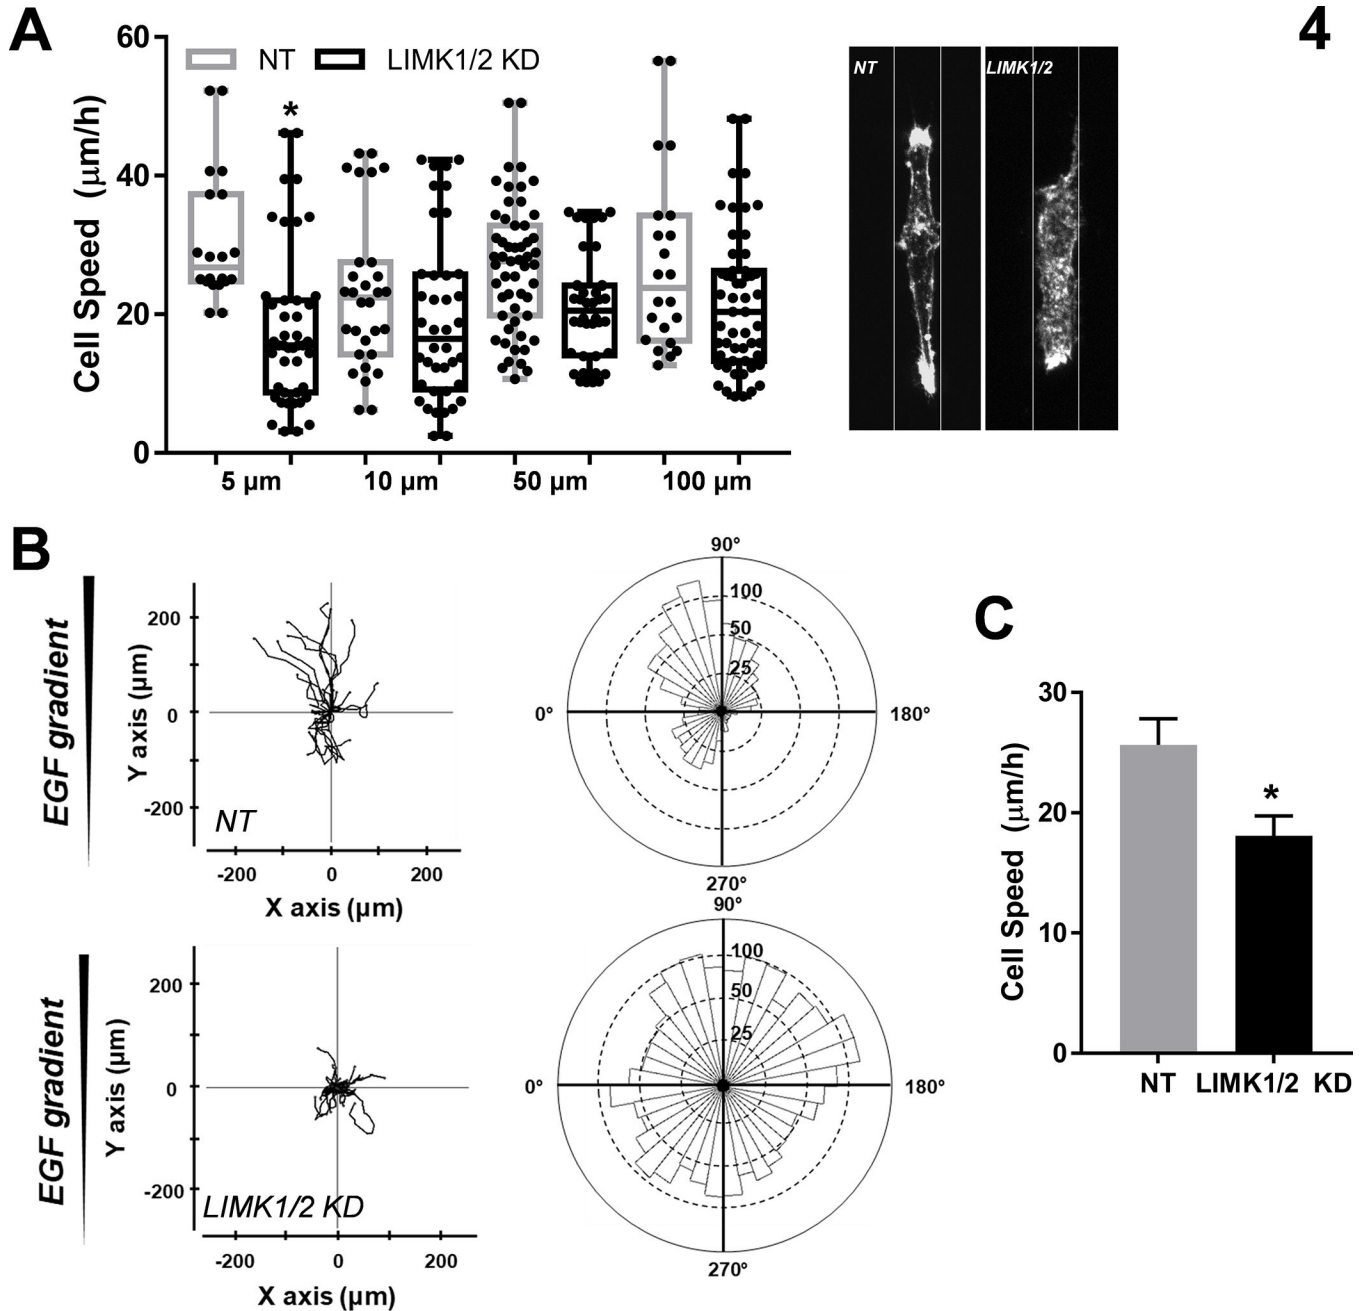 A
4
60
40
20
0
Cell Speed (μm/h)
NT LIMK1/2 KD
*
5 μm 10 μm 50 μm 100 μm
NT LIMK1/2
B
EGF gradient
Y axis (μm)
200
0
-200
NT
-200 0 200
X axis (μm)
90°
100
50
25
0° 180°
270°
EGF gradient
Y axis (μm)
200
0
-200
LIMK1/2 KD
-200 0 200
X axis (μm)
90°
100
50
25
0° 180°
270°
C
Cell Speed (μm/h)
30
20
10
0
*
NT LIMK1/2 KD